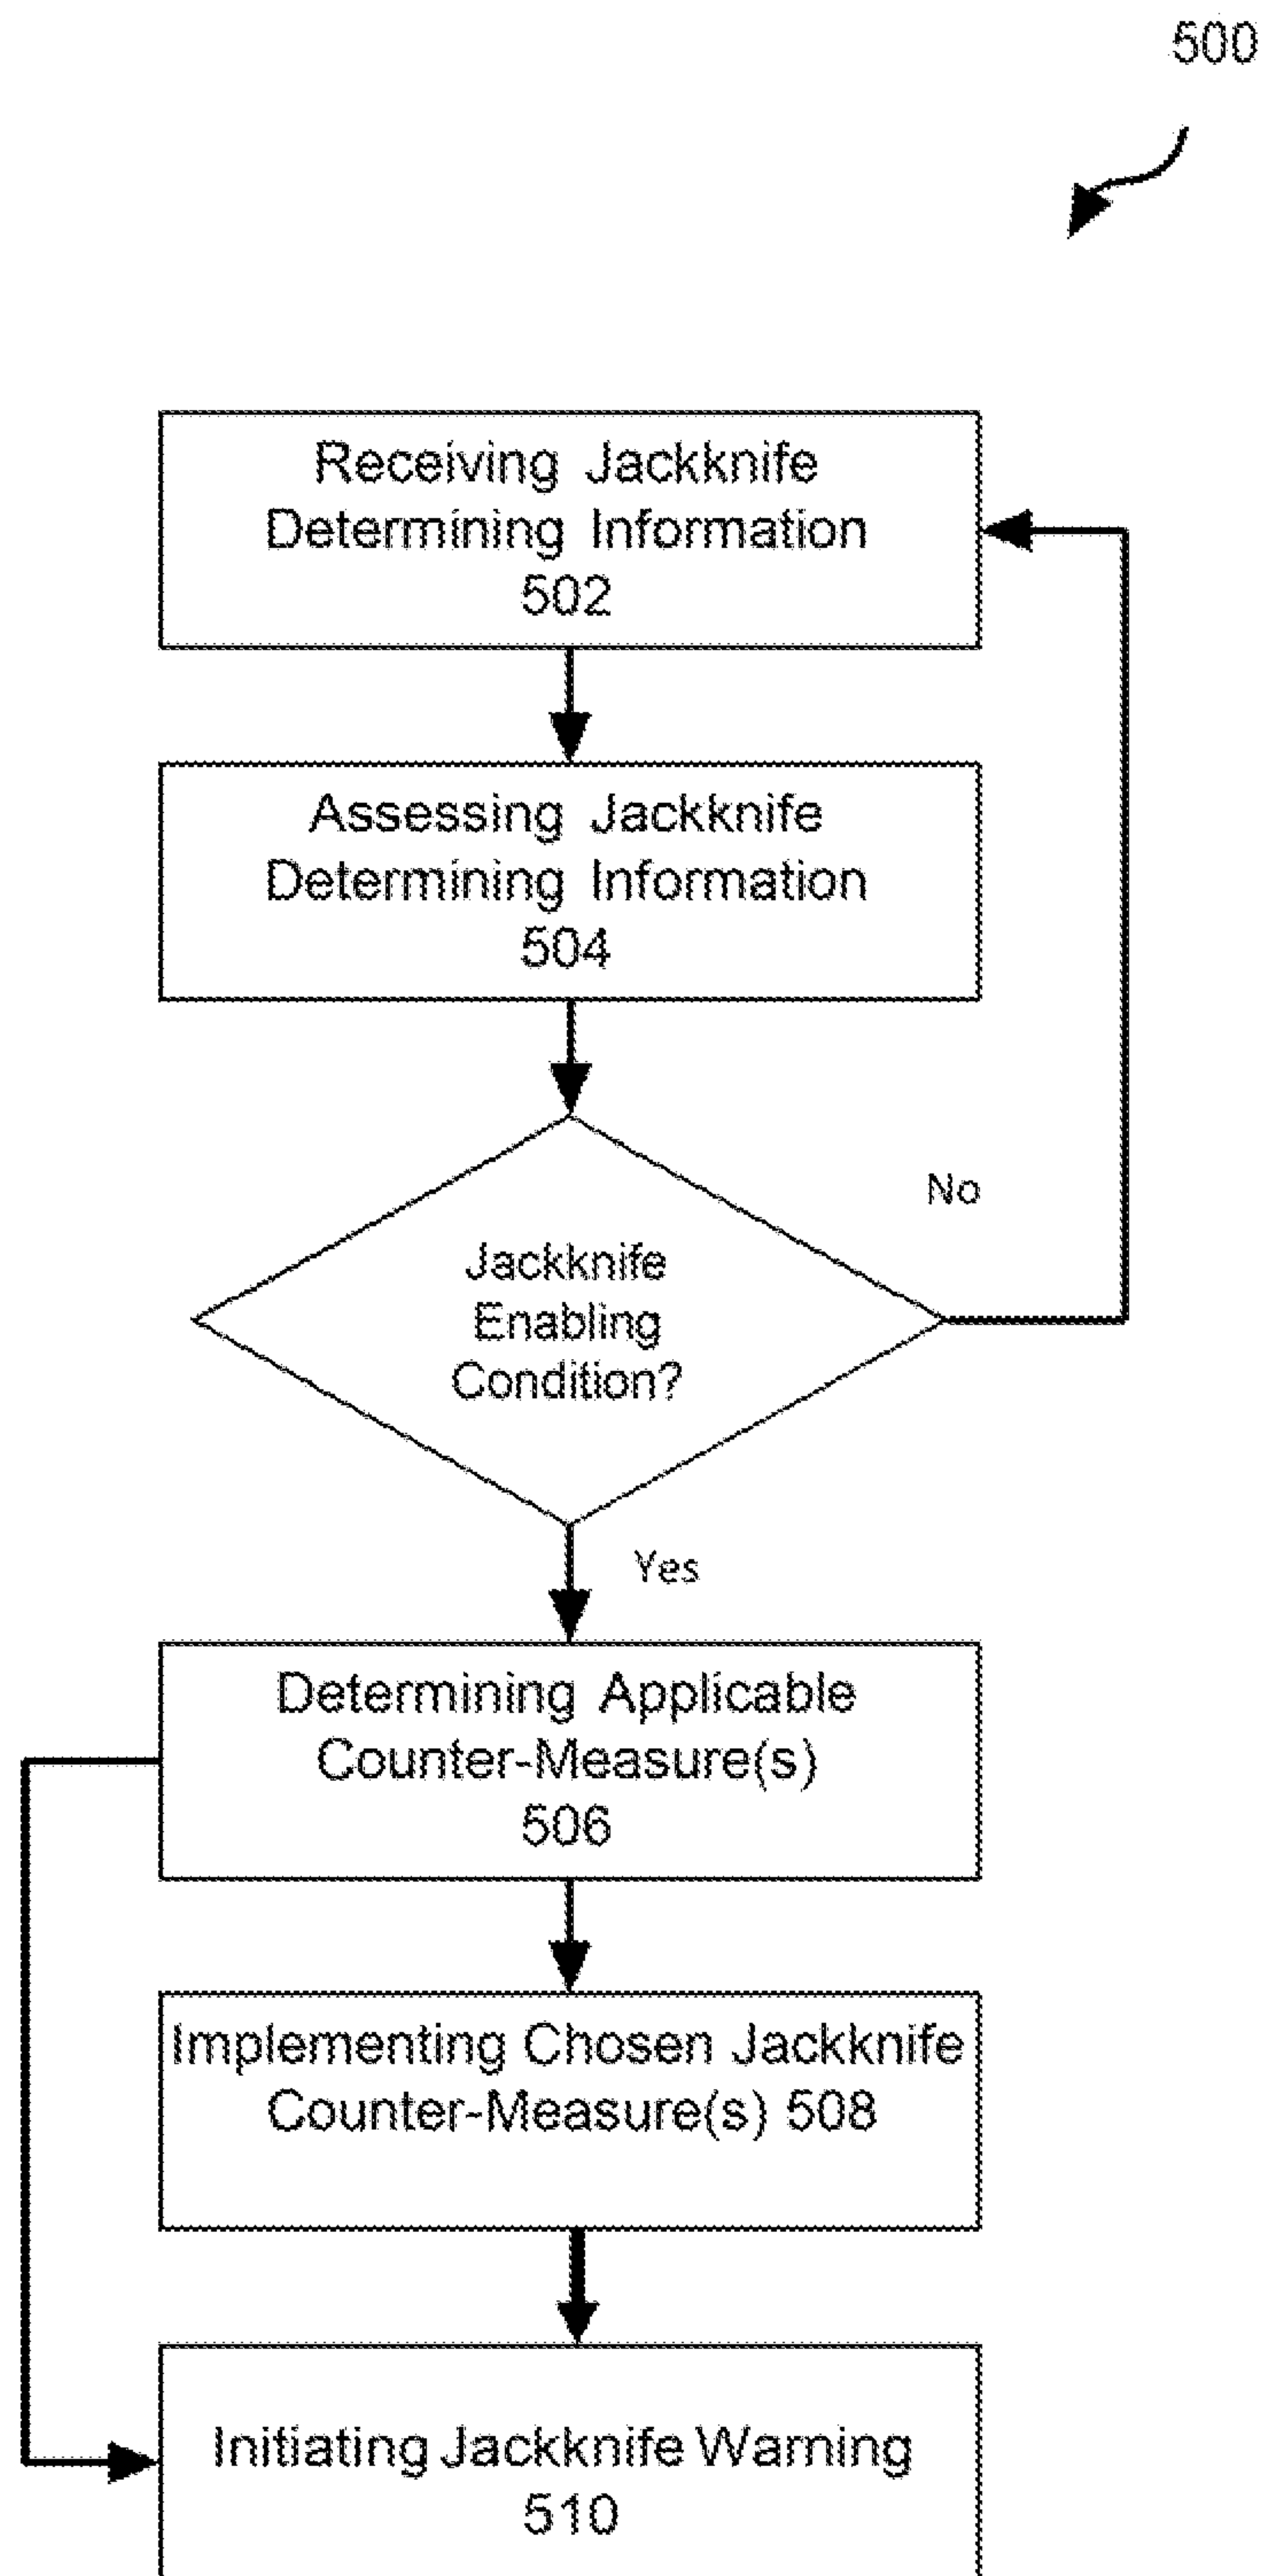 500
Receiving Jackknife
Determining Information
502
Assessing Jackknife
Determining Information
504
No
Jackknife
Enabling
Condition?
Yes
Determining Applicable
Counter-Measure(s)
506
Implementing Chosen Jackknife
Counter-Measure(s) 508
Initiating Jackknife Warning
510